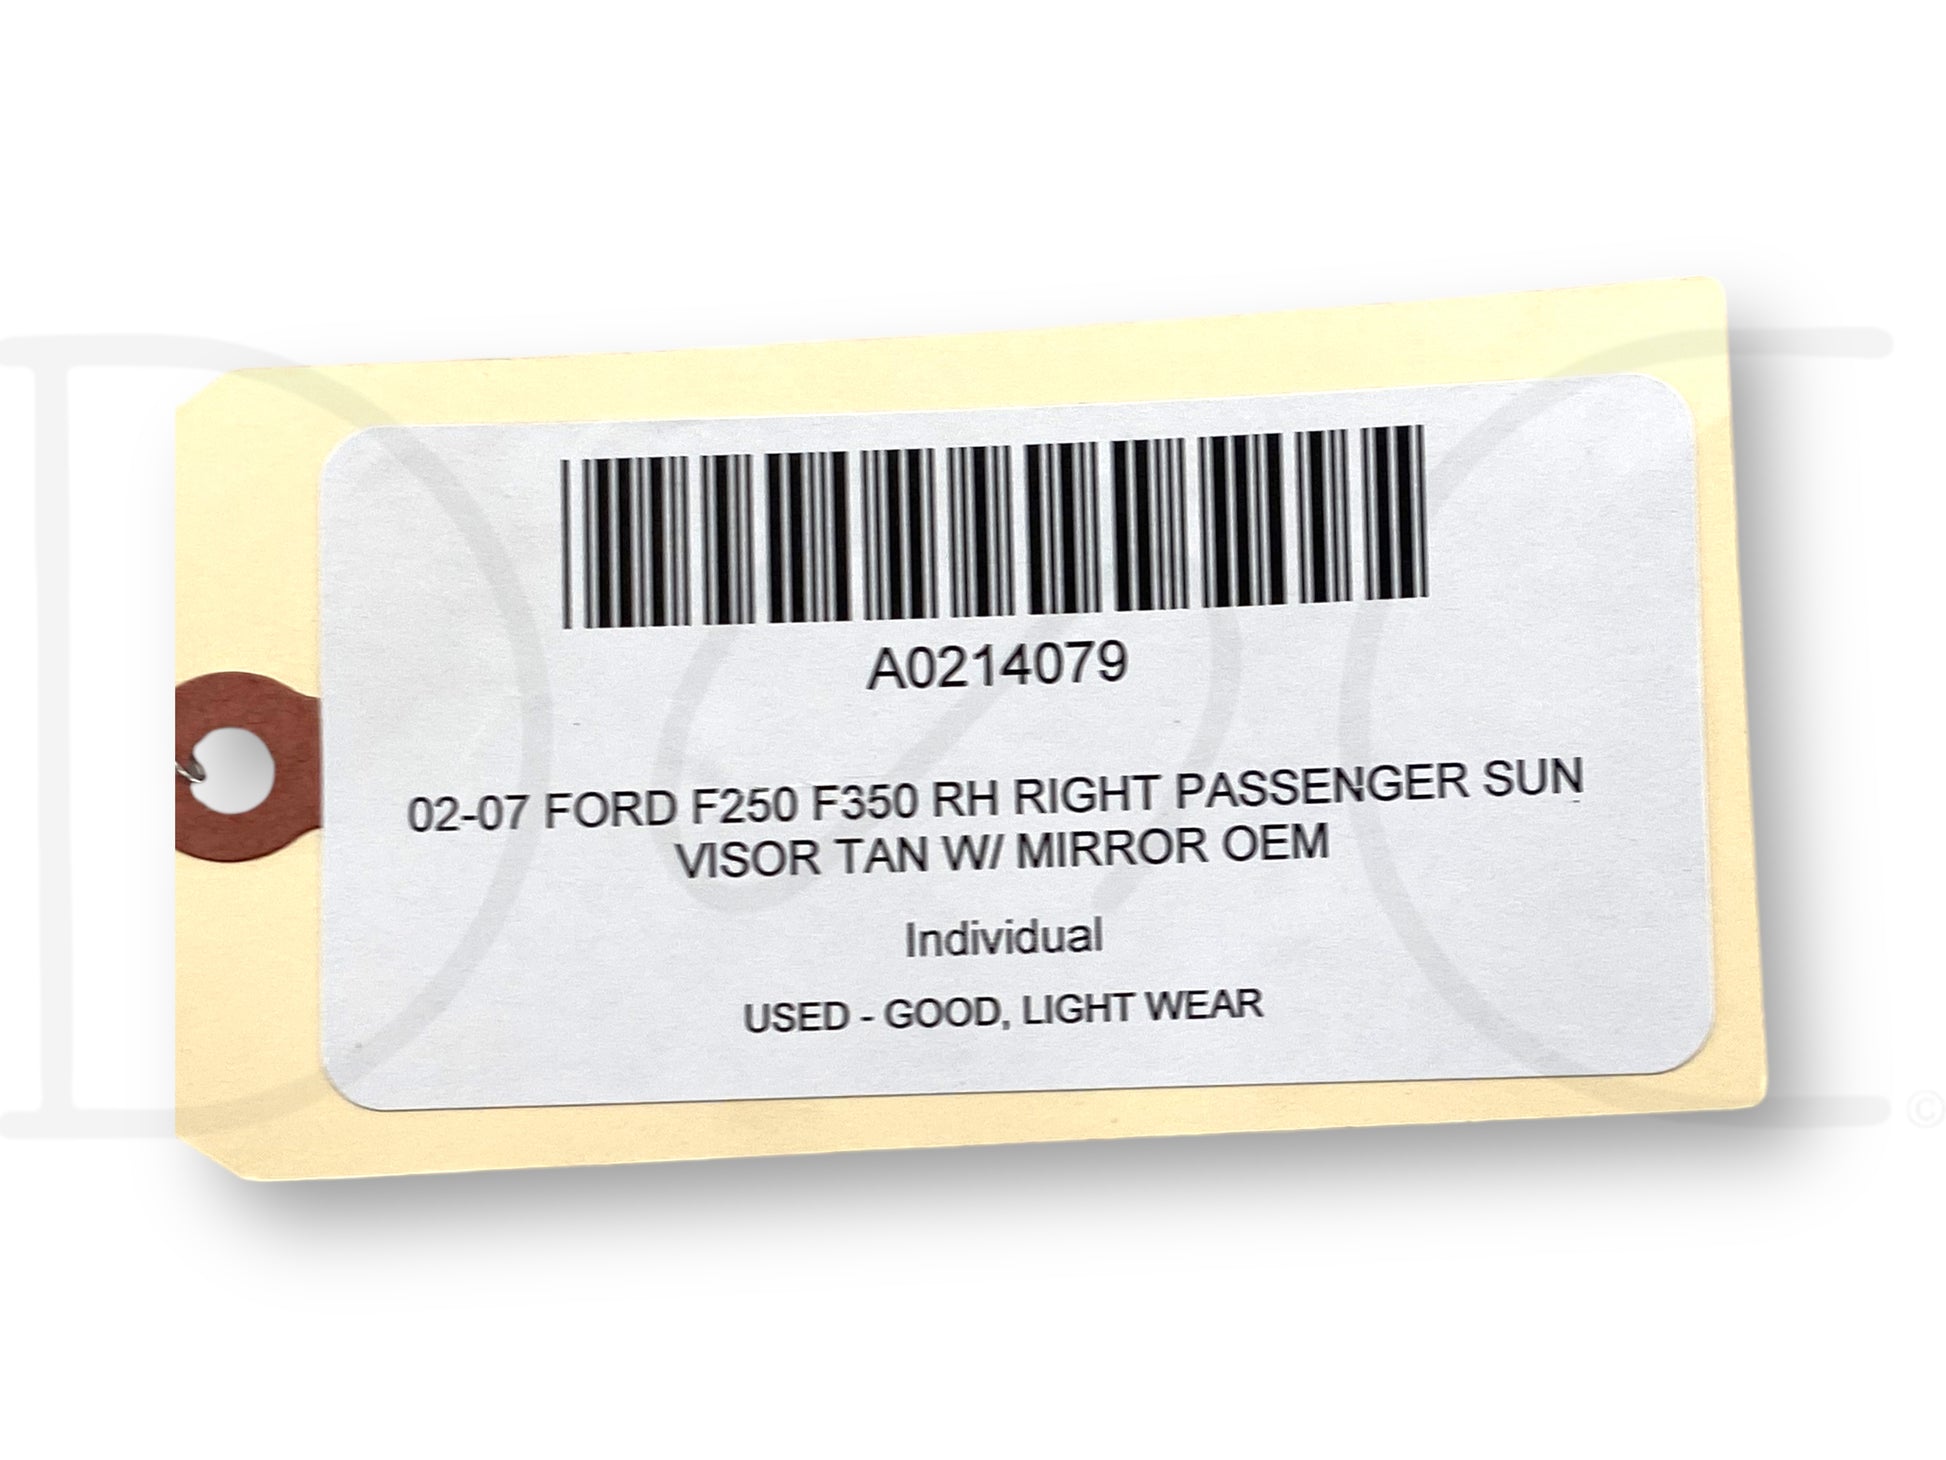 A0214079
02-07 FORD F250 F350 RH RIGHT PASSENGER SUN
VISOR TAN W/ MIRROR OEM
Individual
USED - GOOD, LIGHT WEAR
©